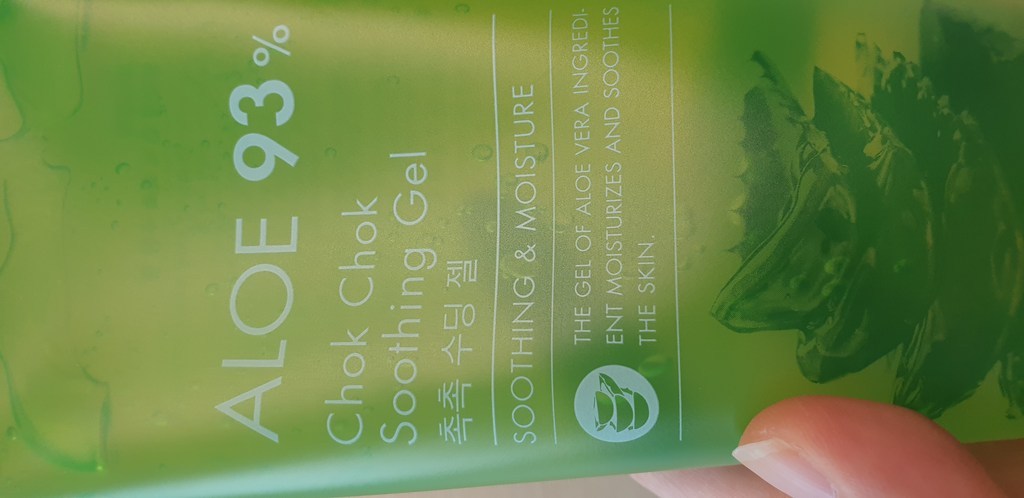 ALOE 93%
Chok Chok
Soothing Gel
촉촉 수딩 젤
SOOTHING & MOISTURE
THE GEL OF ALOE VERA INGREDI-
ENT MOISTURIZES AND SOOTHES
THE SKIN.